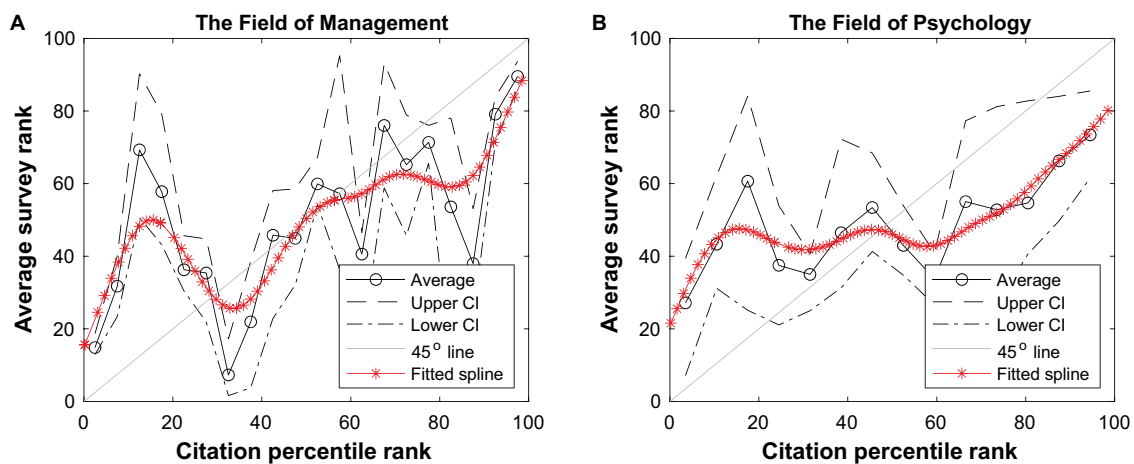 A
The Field of Management
Average survey rank
100
80
60
40
20
0
0 20 40 60 80 100
Citation percentile rank
Average
Upper CI
Lower CI
45° line
Fitted spline
B
The Field of Psychology
Average survey rank
100
80
60
40
20
0
0 20 40 60 80 100
Citation percentile rank
Average
Upper CI
Lower CI
45° line
Fitted spline